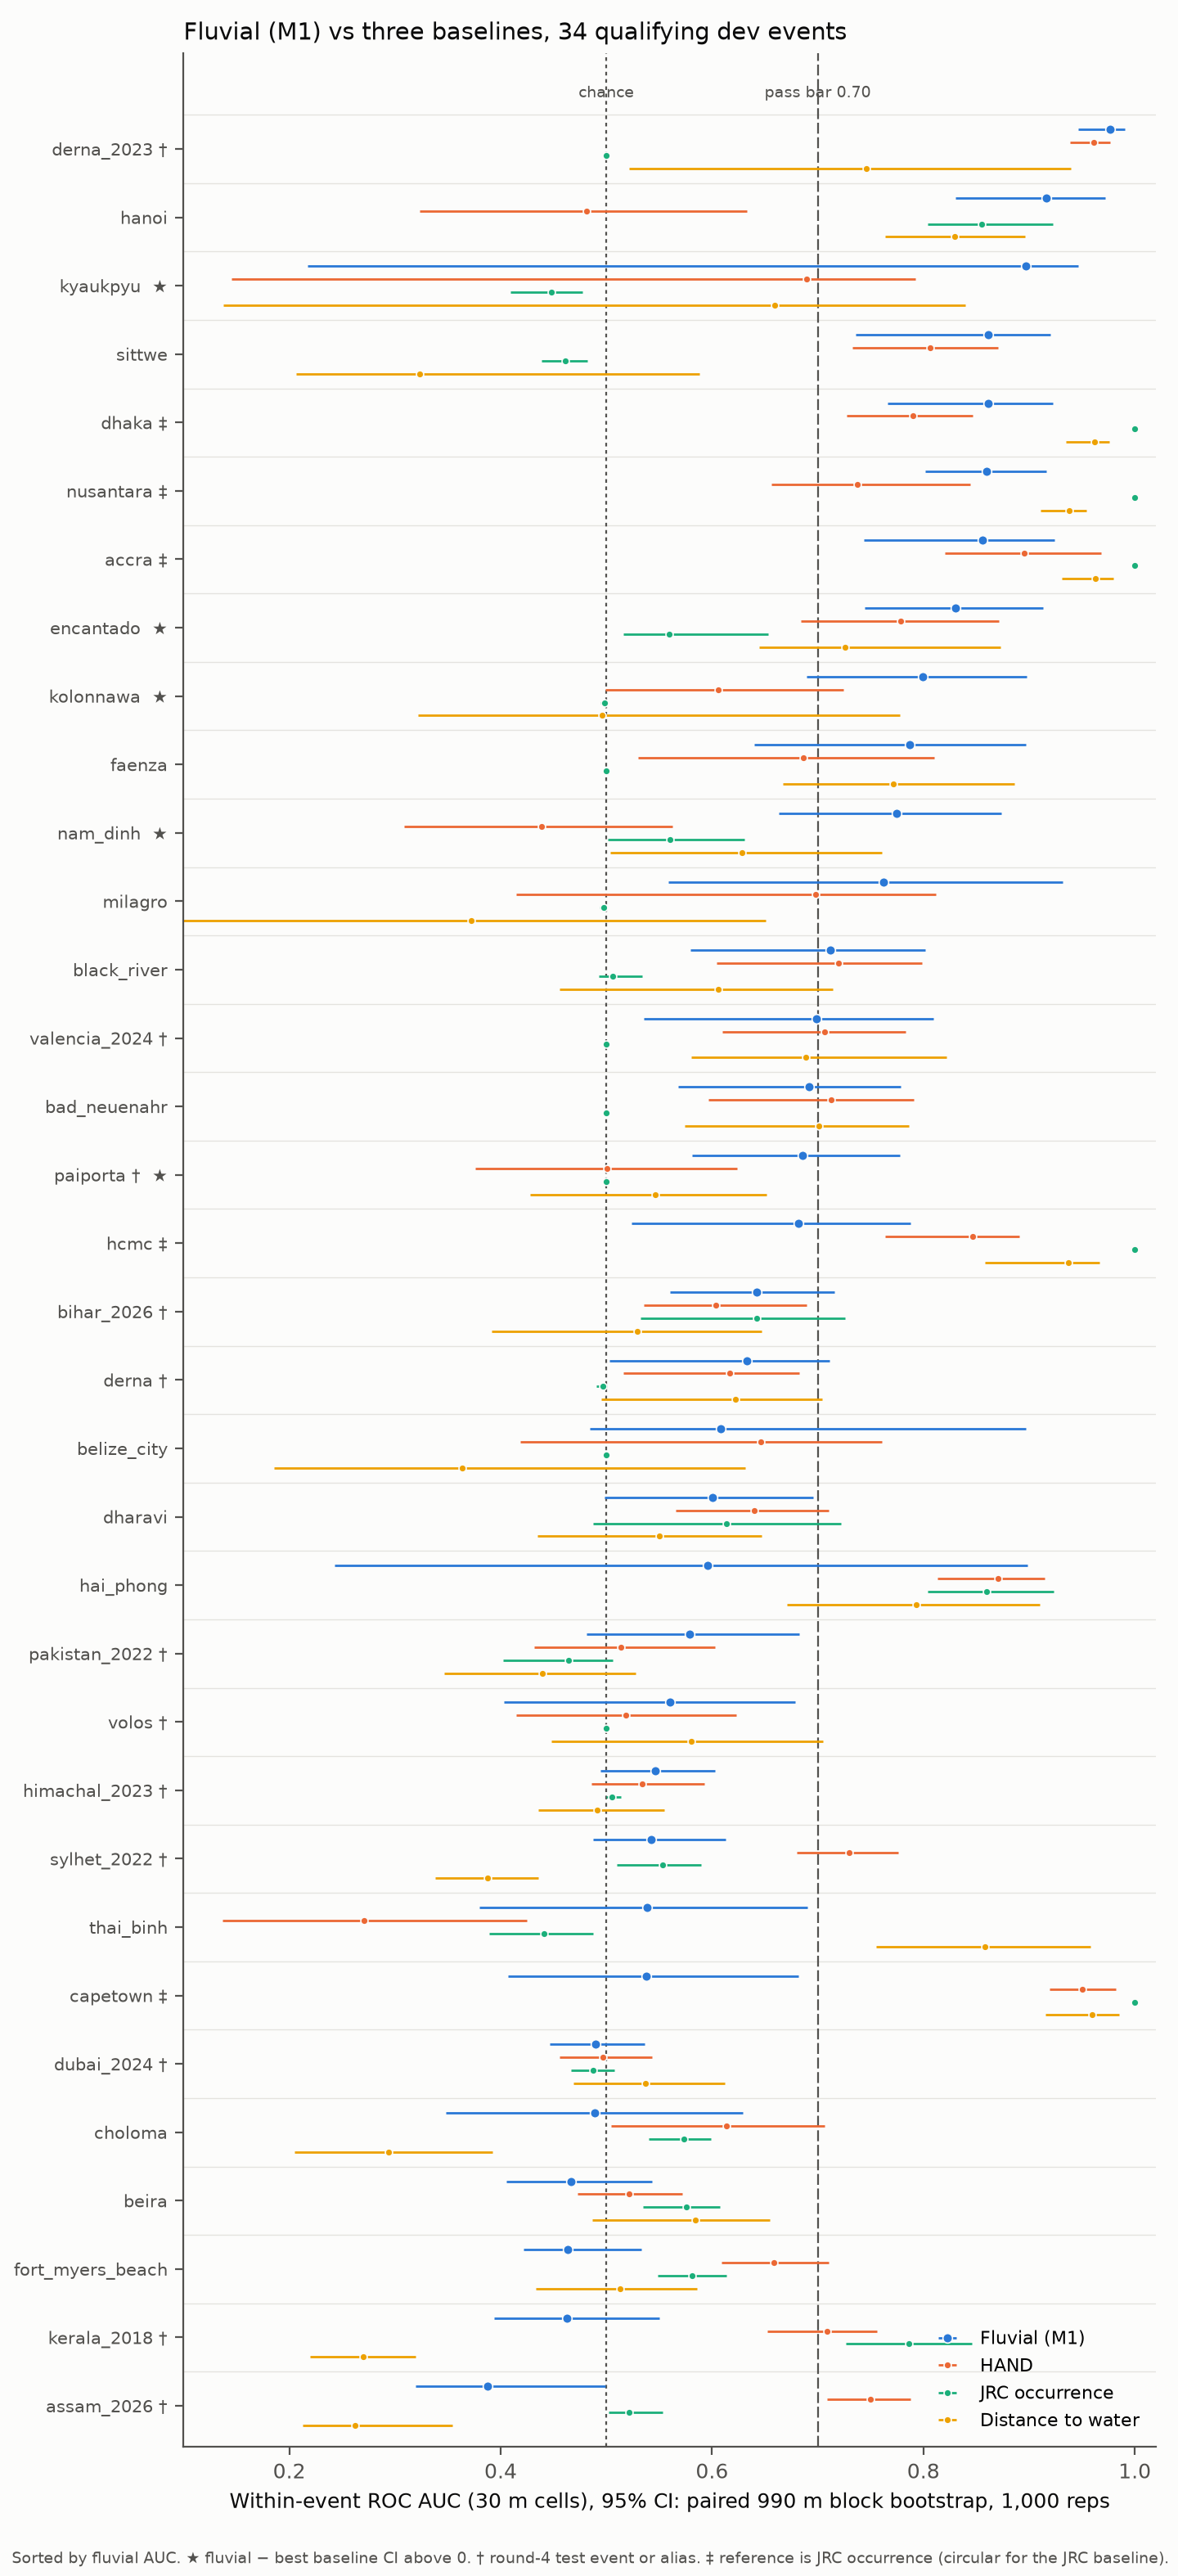 Fluvial (M1) vs three baselines, 34 qualifying dev events
chance
pass bar 0.70
derna_2023 †
hanoi
kyaukpyu ★
sittwe
dhaka ‡
nusantara ‡
accra ‡
encantado ★
kolonnawa ★
faenza
nam_dinh ★
milagro
black_river
valencia_2024 †
bad_neuenahr
paiporta † ★
hcmc ‡
bihar_2026 †
derna †
belize_city
dharavi
hai_phong
pakistan_2022 †
volos †
himachal_2023 †
sylhet_2022 †
thai_binh
capetown ‡
dubai_2024 †
choloma
beira
fort_myers_beach
kerala_2018 †
assam_2026 †
Fluvial (M1)
HAND
JRC occurrence
Distance to water
0.2 0.4 0.6 0.8 1.0
Within-event ROC AUC (30 m cells), 95% CI: paired 990 m block bootstrap, 1,000 reps
Sorted by fluvial AUC. ★ fluvial − best baseline CI above 0. † round-4 test event or alias. ‡ reference is JRC occurrence (circular for the JRC baseline).